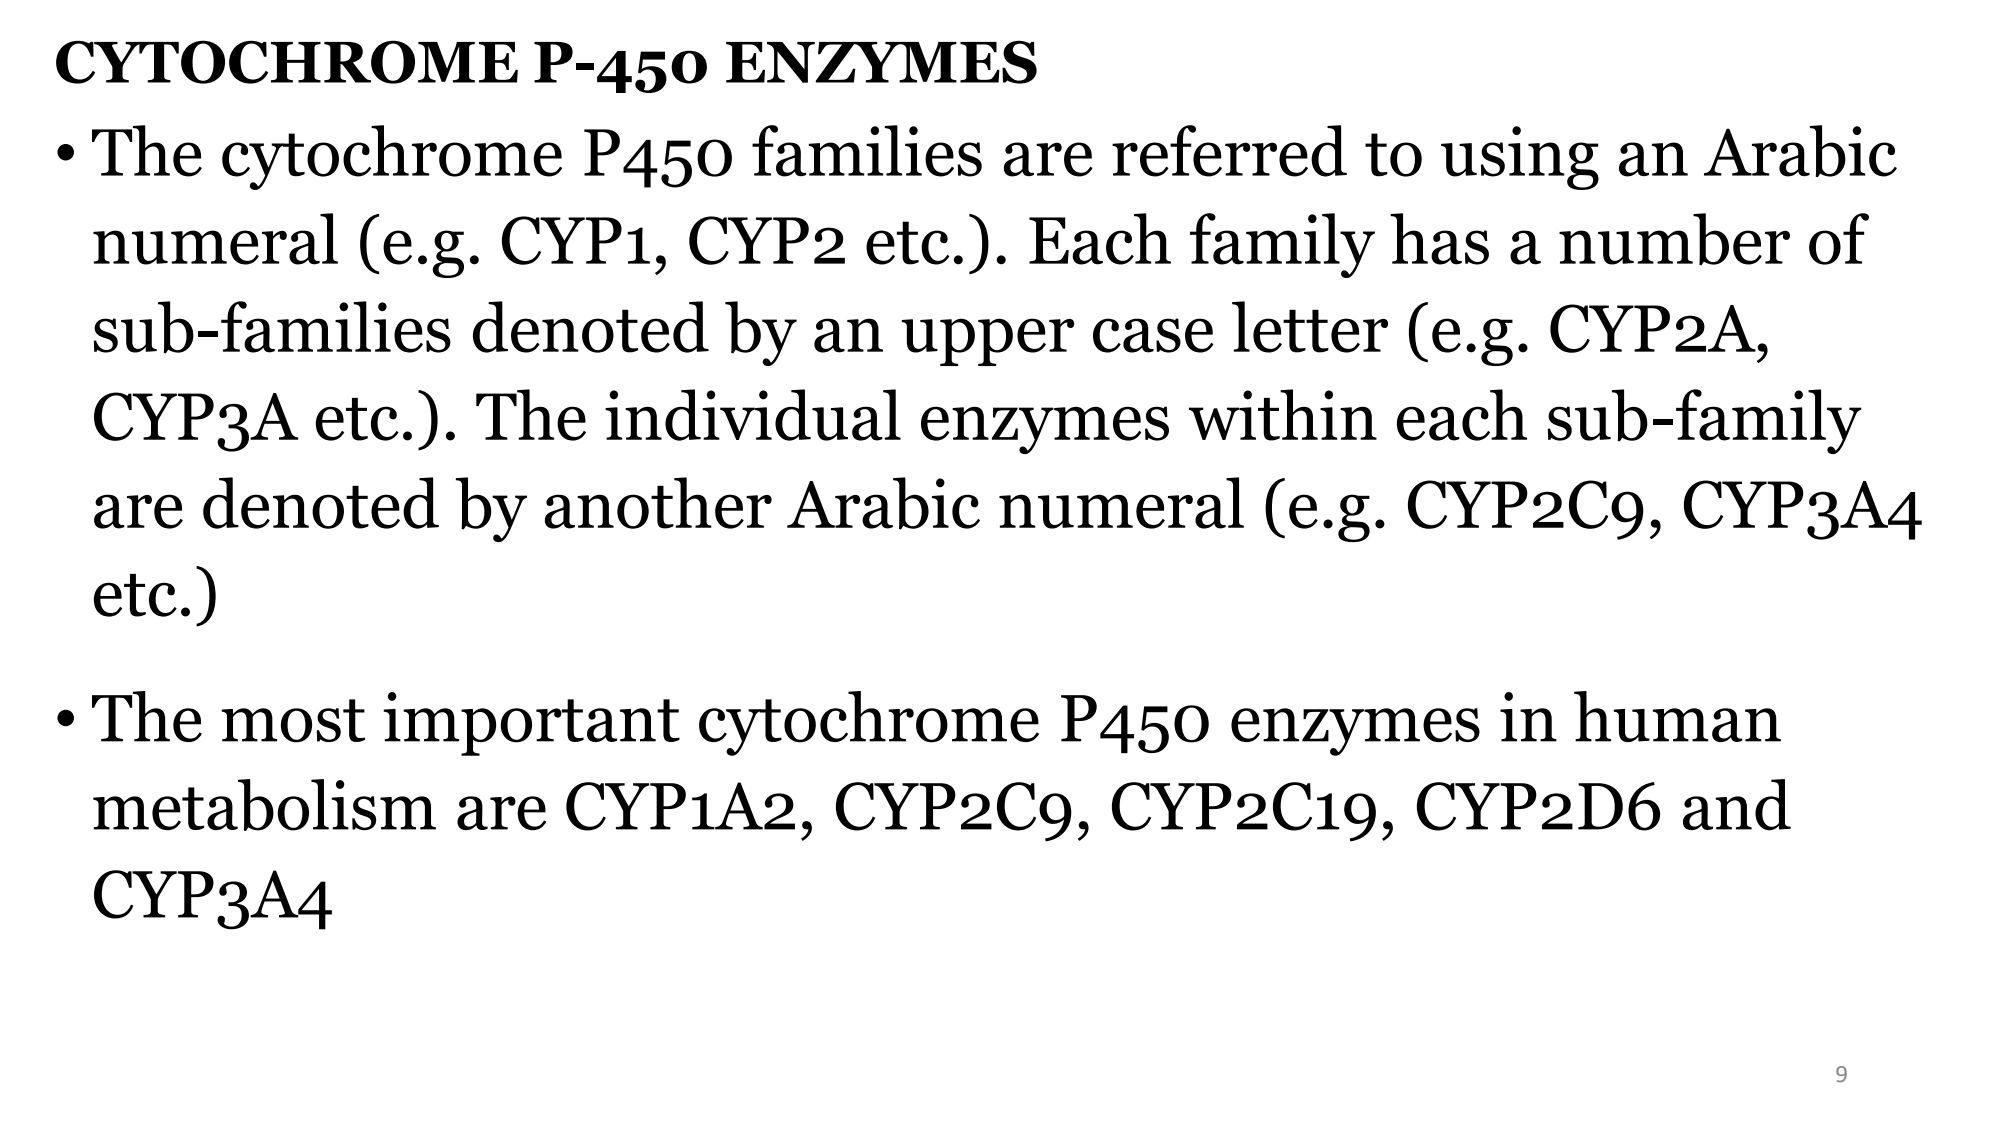 CYTOCHROME P-450 ENZYMES
• The cytochrome P450 families are referred to using an Arabic
numeral (e.g. CYP1, CYP2 etc.). Each family has a number of
sub-families denoted by an upper case letter (e.g. CYP2A,
CYP3A etc.). The individual enzymes within each sub-family
are denoted by another Arabic numeral (e.g. CYP2C9, CYP3A4
etc.)
• The most important cytochrome P450 enzymes in human
metabolism are CYP1A2, CYP2C9, CYP2C19, CYP2D6 and
CYP3A4
9